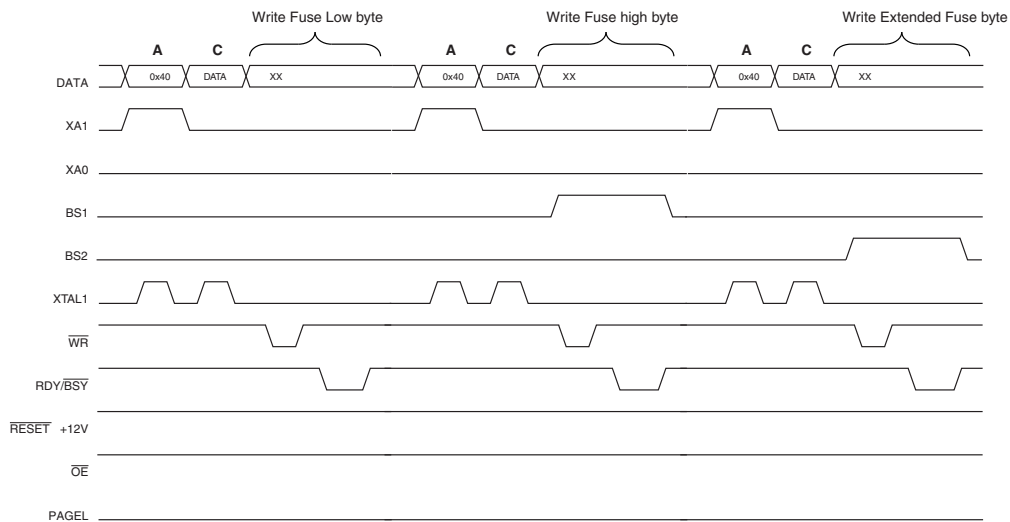 Write Fuse Low byte Write Fuse high byte Write Extended Fuse byte
A C A C A C
DATA 0x40 DATA XX 0x40 DATA XX 0x40 DATA XX
XA1
XA0
BS1
BS2
XTAL1
WR
RDY/BSY
RESET +12V
OE
PAGEL